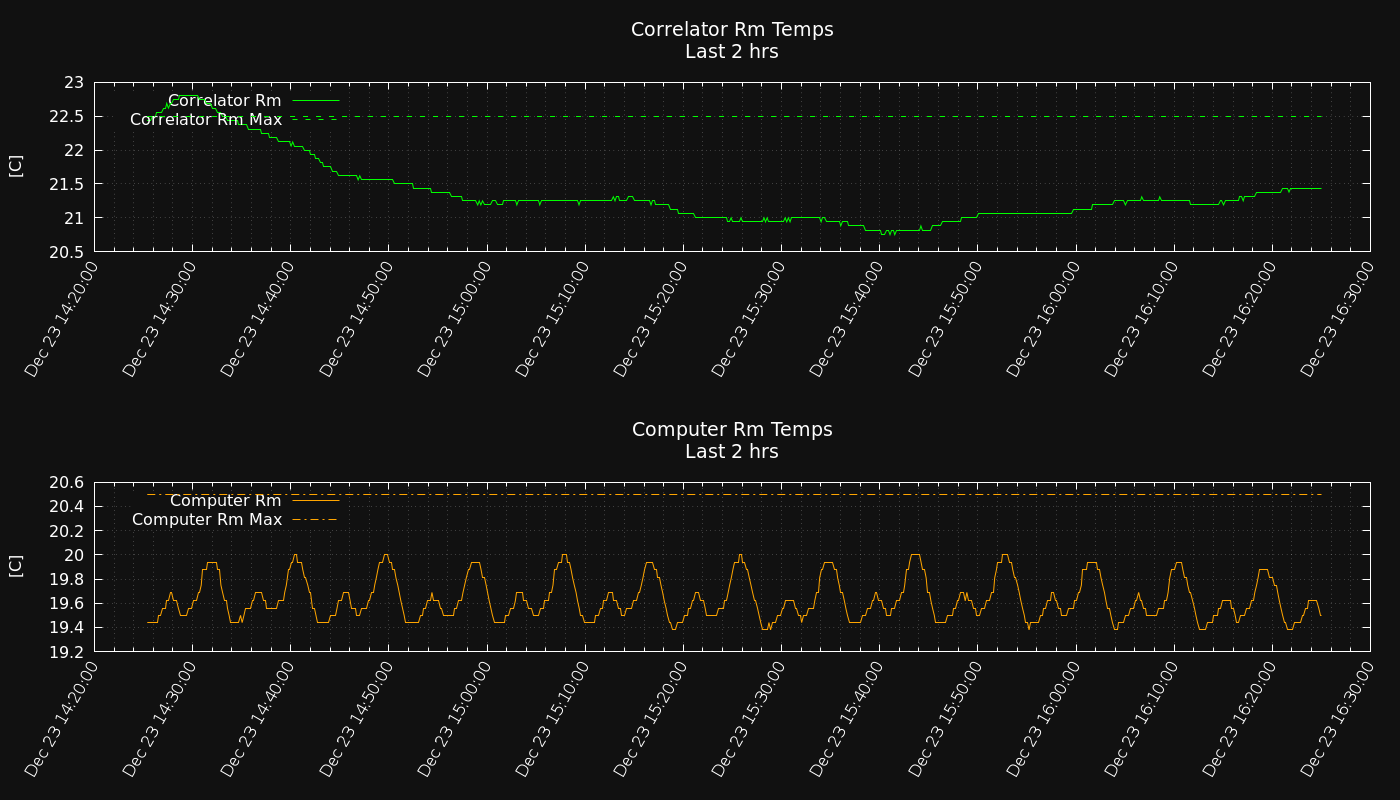 Correlator Rm Temps
Last 2 hrs
23
22.5
22
21.5
21
20.5
[C]
Correlator Rm
Correlator Rm Max
Dec 23 14:20:00
Dec 23 14:30:00
Dec 23 14:40:00
Dec 23 14:50:00
Dec 23 15:00:00
Dec 23 15:10:00
Dec 23 15:20:00
Dec 23 15:30:00
Dec 23 15:40:00
Dec 23 15:50:00
Dec 23 16:00:00
Dec 23 16:10:00
Dec 23 16:20:00
Dec 23 16:30:00
Computer Rm Temps
Last 2 hrs
20.6
20.4
20.2
20
19.8
19.6
19.4
19.2
[C]
Computer Rm
Computer Rm Max
Dec 23 14:20:00
Dec 23 14:30:00
Dec 23 14:40:00
Dec 23 14:50:00
Dec 23 15:00:00
Dec 23 15:10:00
Dec 23 15:20:00
Dec 23 15:30:00
Dec 23 15:40:00
Dec 23 15:50:00
Dec 23 16:00:00
Dec 23 16:10:00
Dec 23 16:20:00
Dec 23 16:30:00